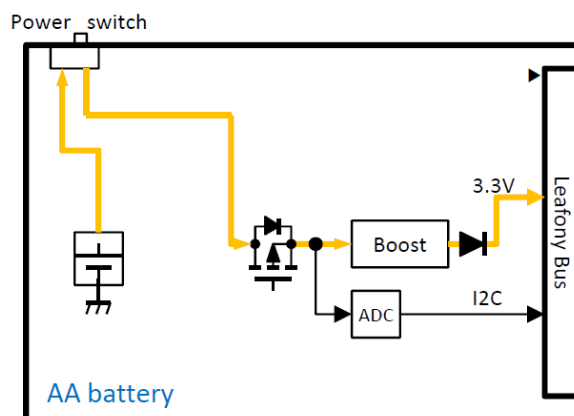 Power switch
3.3V
Leafony Bus
Boost
I2C
ADC
AA battery